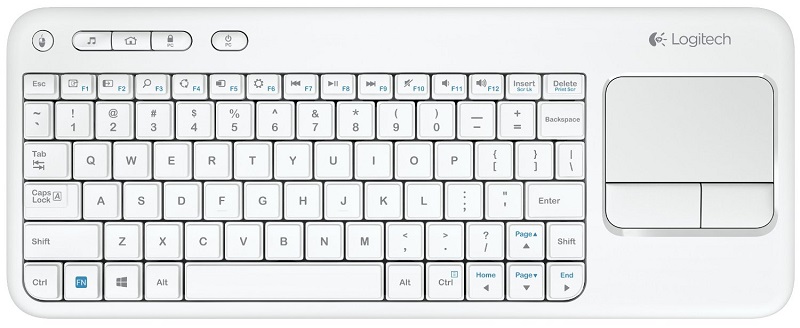 PC PC Logitech
Esc F1 F2 F3 F4 F5 F6 F7 F8 F9 F10 F11 F12 Insert Delete
Scr Lk Print Scr
~ ! @ # $ % ^ & * ( ) — +
` 1 2 3 4 5 6 7 8 9 0 - = Backspace
Tab Q W E R T Y U I O P { [ } ] | \
Caps Lock A A S D F G H J K L : ; " ' Enter
Shift Z X C V B N M < , > . ? / Page▲ Shift
Ctrl FN Alt Alt Ctrl Home Page▼ End